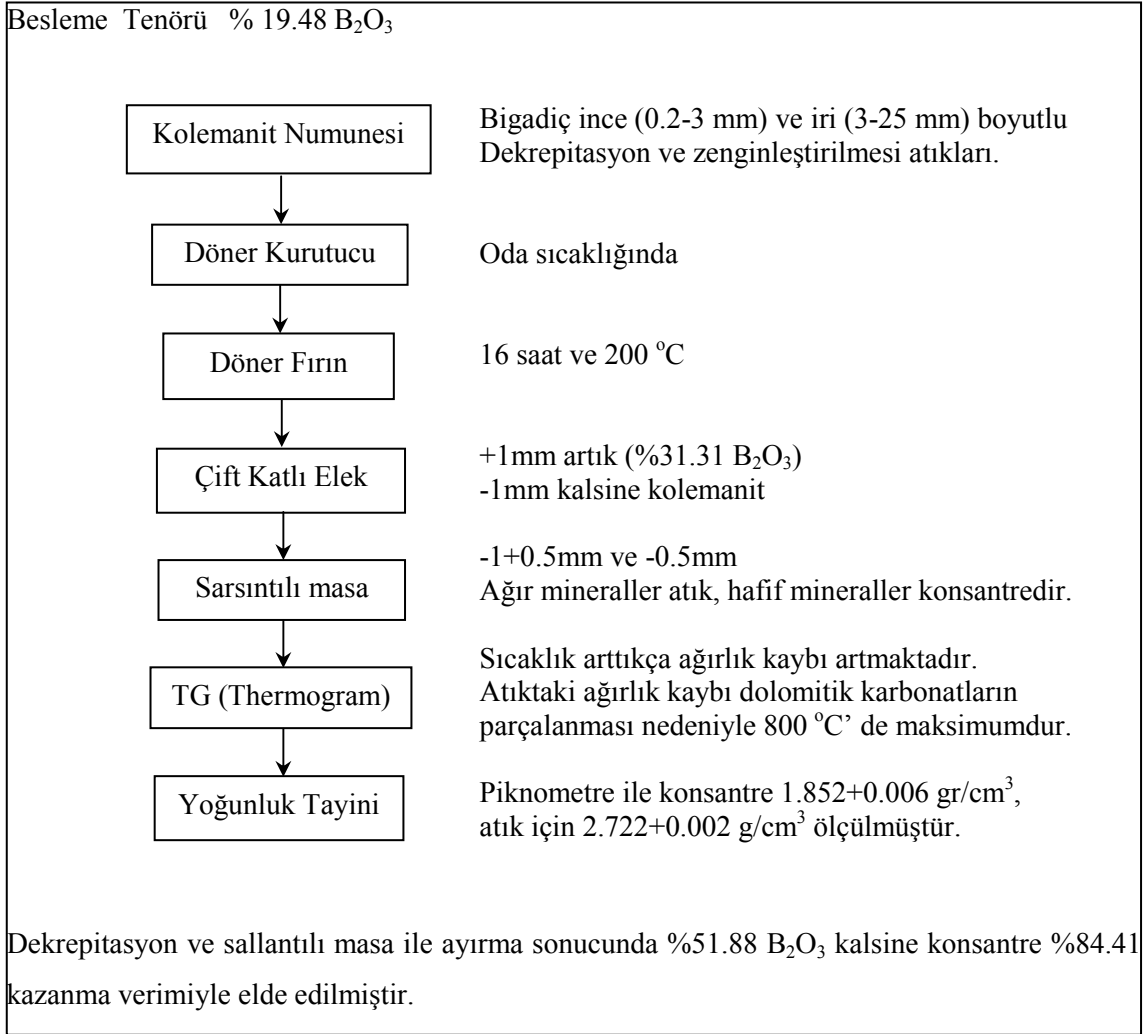 Besleme Tenörü % 19.48 B₂O₃
Kolemanit Numunesi
Bigadiç ince (0.2-3 mm) ve iri (3-25 mm) boyutlu
Dekrepitasyon ve zenginleştirilmesi atıkları.
Döner Kurutucu
Oda sıcaklığında
Döner Fırın
16 saat ve 200 °C
Çift Katlı Elek
+1mm artık (%31.31 B₂O₃)
-1mm kalsine kolemanit
Sarsıntılı masa
-1+0.5mm ve -0.5mm
Ağır mineraller atık, hafif mineraller konsantredir.
TG (Thermogram)
Sıcaklık arttıkça ağırlık kaybı artmaktadır.
Atıktaki ağırlık kaybı dolomitik karbonatların
parçalanması nedeniyle 800 °C’ de maksimumdur.
Yoğunluk Tayini
Piknometre ile konsantre 1.852+0.006 gr/cm³,
atık için 2.722+0.002 g/cm³ ölçülmüştür.
Dekrepitasyon ve sallantılı masa ile ayırma sonucunda %51.88 B₂O₃ kalsine konsantre %84.41
kazanma verimiyle elde edilmiştir.